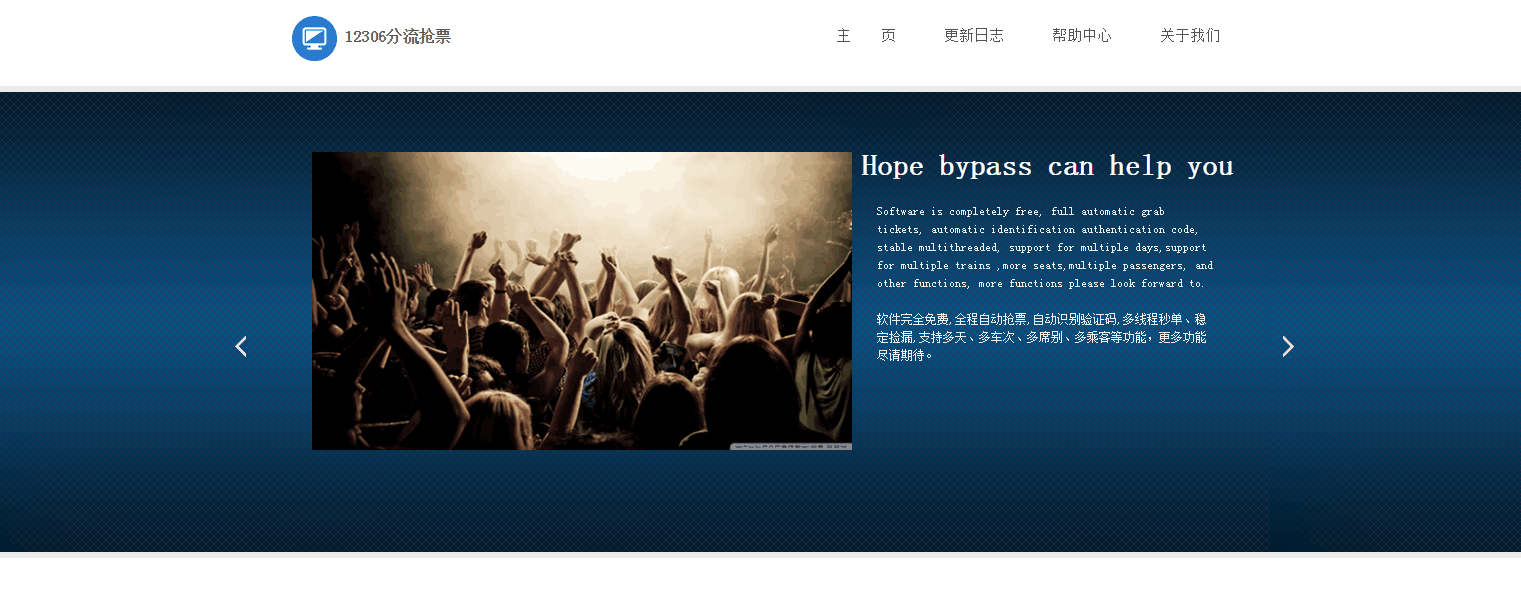 12306分流抢票
主 页 更新日志 帮助中心 关于我们
Hope bypass can help you
Software is completely free, full automatic grab
tickets, automatic identification authentication code,
stable multithreaded, support for multiple days,support
for multiple trains ,more seats,multiple passengers, and
other functions, more functions please look forward to.
软件完全免费,全程自动抢票,自动识别验证码,多线程秒单、稳
定捡漏,支持多天、多车次、多席别、多乘客等功能，更多功能
尽请期待。